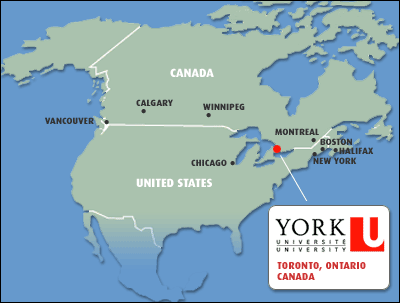 CANADA
CALGARY
WINNIPEG
VANCOUVER
MONTREAL
BOSTON
HALIFAX
CHICAGO
NEW YORK
UNITED STATES
YORK U
UNIVERSITÉ
UNIVERSITY
TORONTO, ONTARIO
CANADA